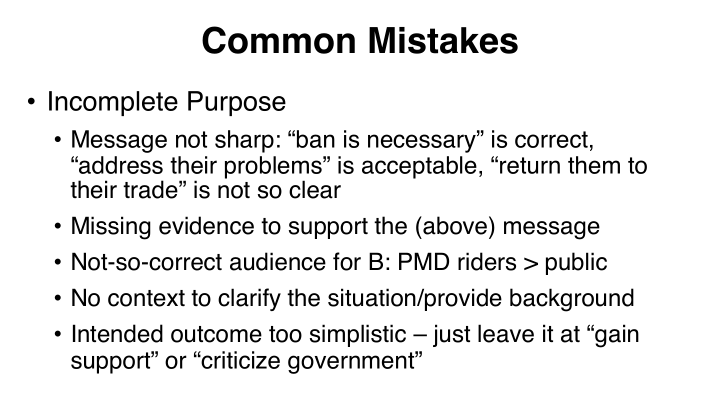 Common Mistakes
• Incomplete Purpose
• Message not sharp: “ban is necessary” is correct,
“address their problems” is acceptable, “return them to
their trade” is not so clear
• Missing evidence to support the (above) message
• Not-so-correct audience for B: PMD riders > public
• No context to clarify the situation/provide background
• Intended outcome too simplistic – just leave it at “gain
support” or “criticize government”